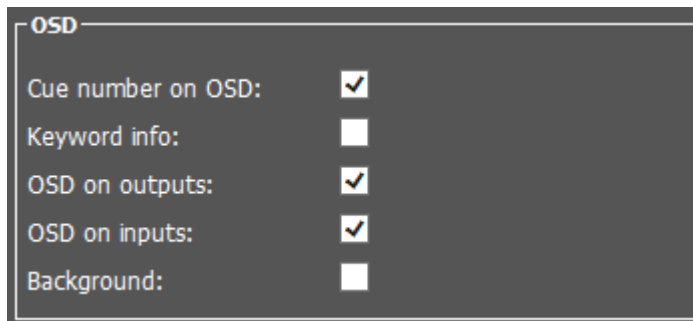 OSD
Cue number on OSD:
Keyword info:
OSD on outputs:
OSD on inputs:
Background: